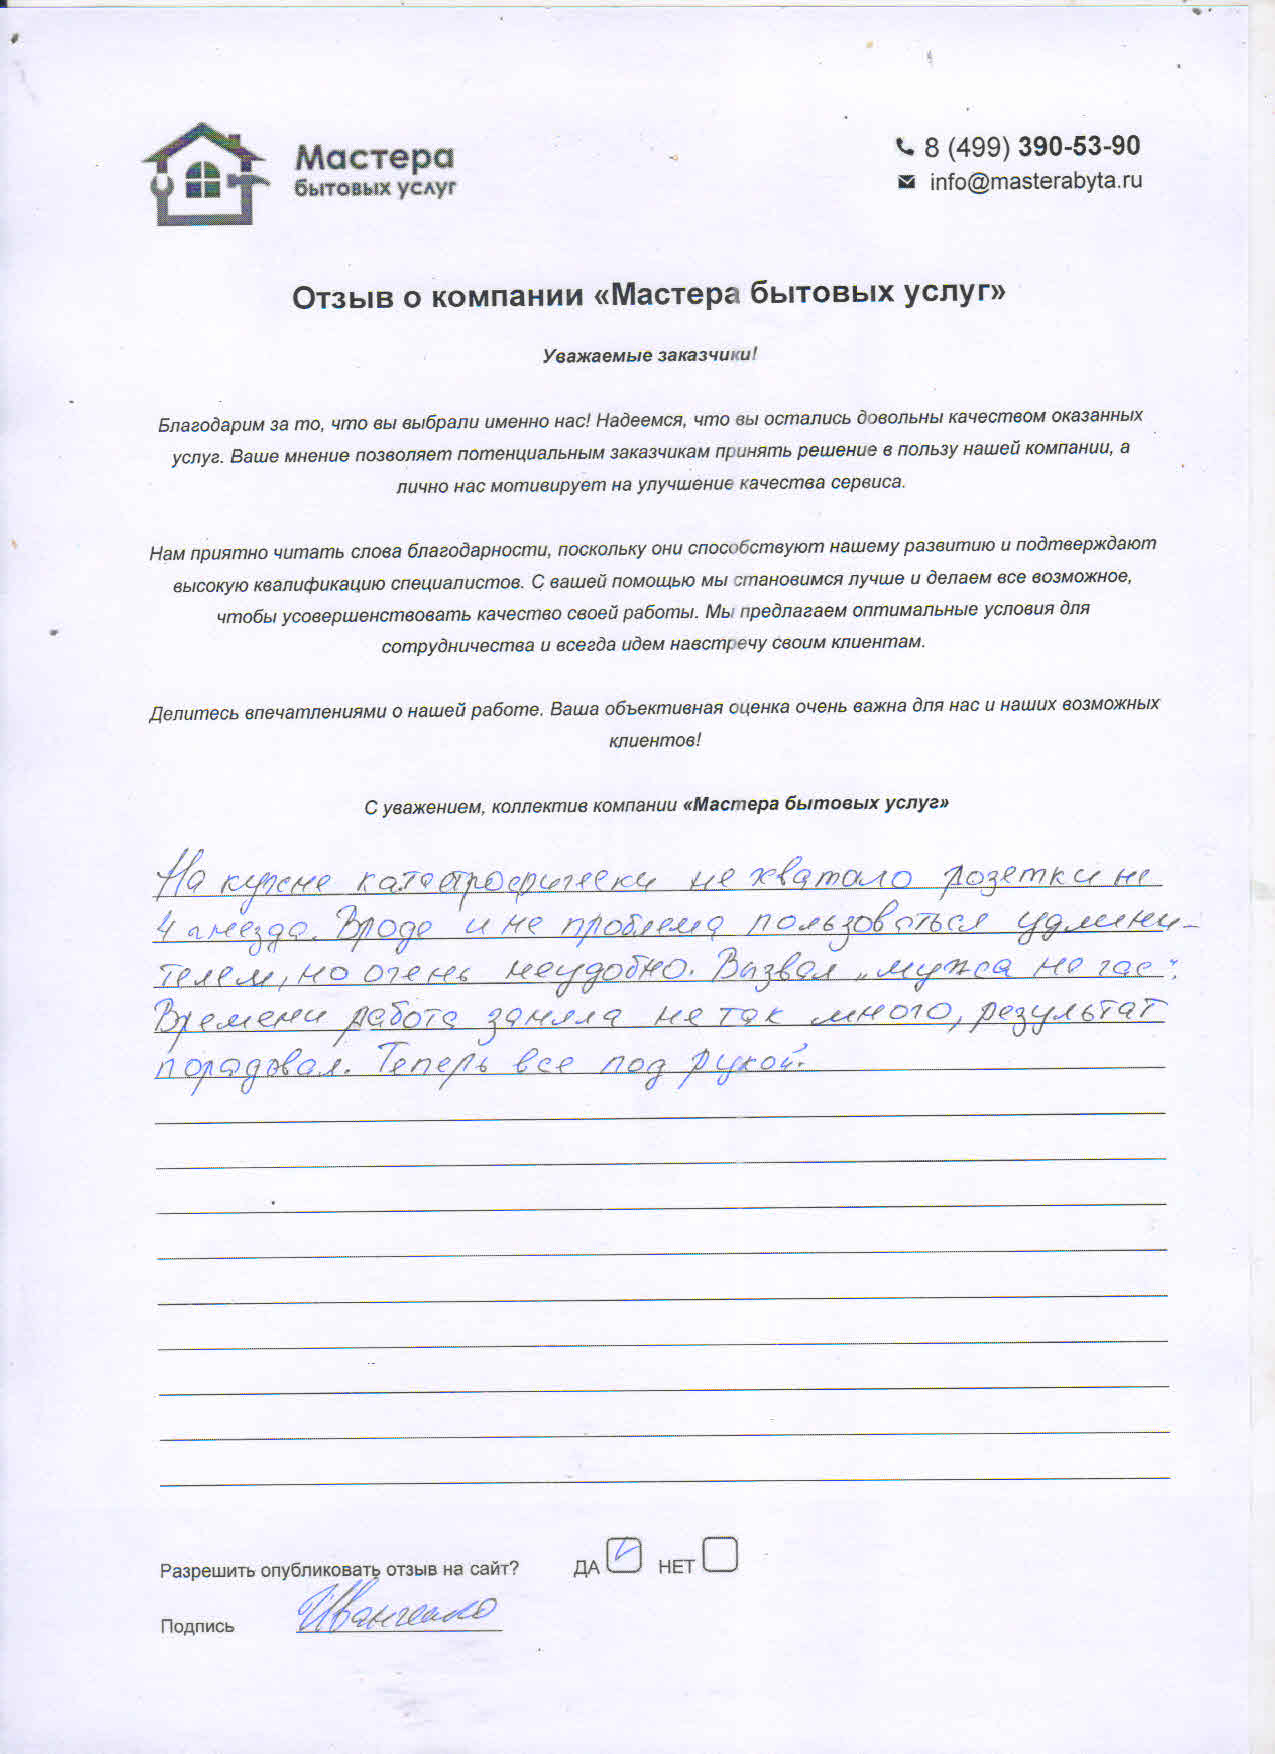 Мастера
бытовых услуг
8 (499) 390-53-90
info@masterabyta.ru
Отзыв о компании «Мастера бытовых услуг»
Уважаемые заказчики!
Благодарим за то, что вы выбрали именно нас! Надеемся, что вы остались довольны качеством оказанных
услуг. Ваше мнение позволяет потенциальным заказчикам принять решение в пользу нашей компании, а
лично нас мотивирует на улучшение качества сервиса.
Нам приятно читать слова благодарности, поскольку они способствуют нашему развитию и подтверждают
высокую квалификацию специалистов. С вашей помощью мы становимся лучше и делаем все возможное,
чтобы усовершенствовать качество своей работы. Мы предлагаем оптимальные условия для
сотрудничества и всегда идем навстречу своим клиентам.
Делитесь впечатлениями о нашей работе. Ваша объективная оценка очень важна для нас и наших возможных
клиентов!
С уважением, коллектив компании «Мастера бытовых услуг»
На кухне катастрофически не хватало розетки на
4 гнезда. Вроде и не проблема пользоваться удлини-
телем, но очень неудобно. Вызвал „мужа на час".
Времени работа заняла не так много, результат
порадовал. Теперь все под рукой.
Разрешить опубликовать отзыв на сайт? ДА НЕТ
Подпись Иванченко